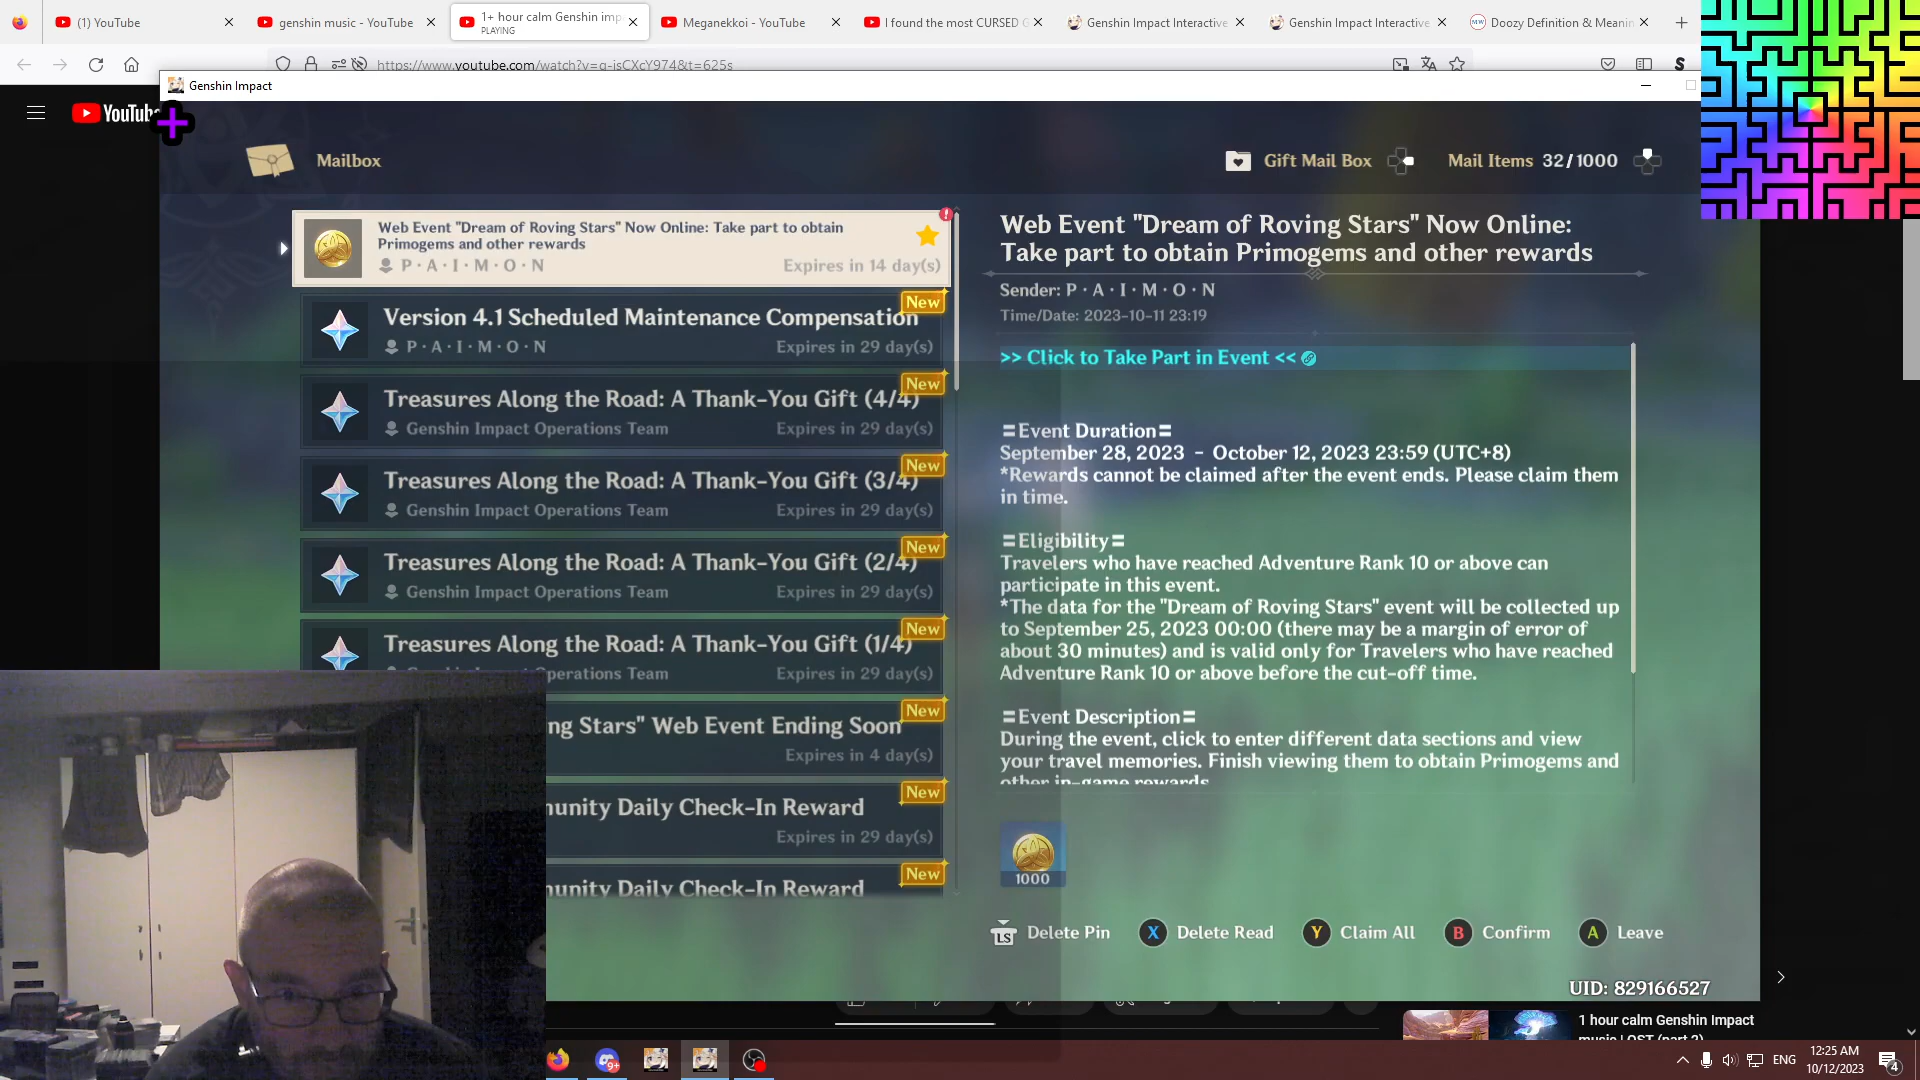 (1) YouTube
genshin music - YouTube
1+ hour calm Genshin imp
PLAYING
Meganekkoi - YouTube
I found the most CURSED G
Genshin Impact Interactive
Genshin Impact Interactive
Doozy Definition & Meanin
Genshin Impact
YouTube
Mailbox
Gift Mail Box
Mail Items 32/1000
Web Event "Dream of Roving Stars" Now Online: Take part to obtain
Primogems and other rewards
P·A·I·M·O·N
Expires in 14 day(s)
New
Version 4.1 Scheduled Maintenance Compensation
P·A·I·M·O·N
Expires in 29 day(s)
New
Treasures Along the Road: A Thank-You Gift (4/4)
Genshin Impact Operations Team
Expires in 29 day(s)
New
Treasures Along the Road: A Thank-You Gift (3/4)
Genshin Impact Operations Team
Expires in 29 day(s)
New
Treasures Along the Road: A Thank-You Gift (2/4)
Genshin Impact Operations Team
Expires in 29 day(s)
New
Treasures Along the Road: A Thank-You Gift (1/4)
perations Team
Expires in 29 day(s)
New
ng Stars" Web Event Ending Soon
Expires in 4 day(s)
New
unity Daily Check-In Reward
Expires in 29 day(s)
New
unity Daily Check-In Reward
Web Event "Dream of Roving Stars" Now Online:
Take part to obtain Primogems and other rewards
Sender: P·A·I·M·O·N
Time/Date: 2023-10-11 23:19
>> Click to Take Part in Event <<
〓Event Duration〓
September 28, 2023 – October 12, 2023 23:59 (UTC+8)
*Rewards cannot be claimed after the event ends. Please claim them
in time.
〓Eligibility〓
Travelers who have reached Adventure Rank 10 or above can
participate in this event.
*The data for the "Dream of Roving Stars" event will be collected up
to September 25, 2023 00:00 (there may be a margin of error of
about 30 minutes) and is valid only for Travelers who have reached
Adventure Rank 10 or above before the cut-off time.
〓Event Description〓
During the event, click to enter different data sections and view
your travel memories. Finish viewing them to obtain Primogems and
other in-game rewards
1000
LS Delete Pin
X Delete Read
Y Claim All
B Confirm
A Leave
UID: 829166527
1 hour calm Genshin Impact
music | OST (part 2)
9+
ENG
12:25 AM
10/12/2023
4